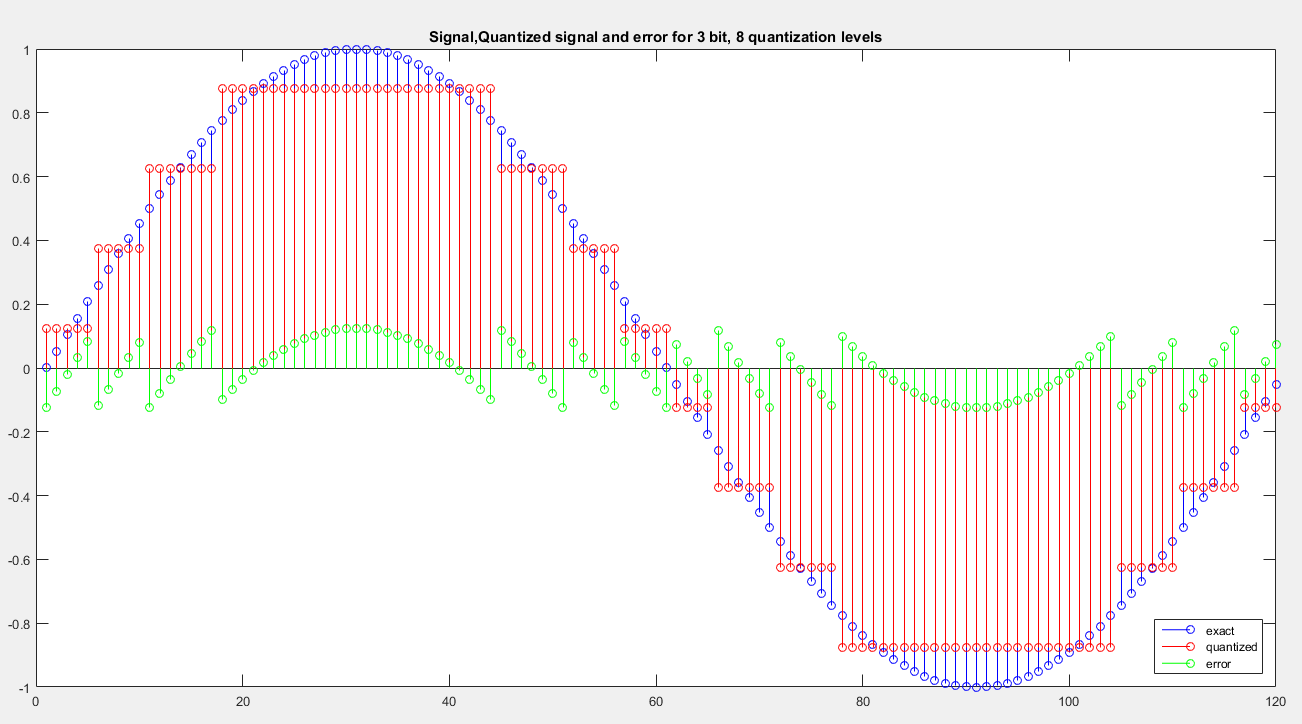 Signal,Quantized signal and error for 3 bit, 8 quantization levels
1
0.8
0.6
0.4
0.2
0
-0.2
-0.4
-0.6
-0.8
-1
0 20 40 60 80 100 120
exact
quantized
error